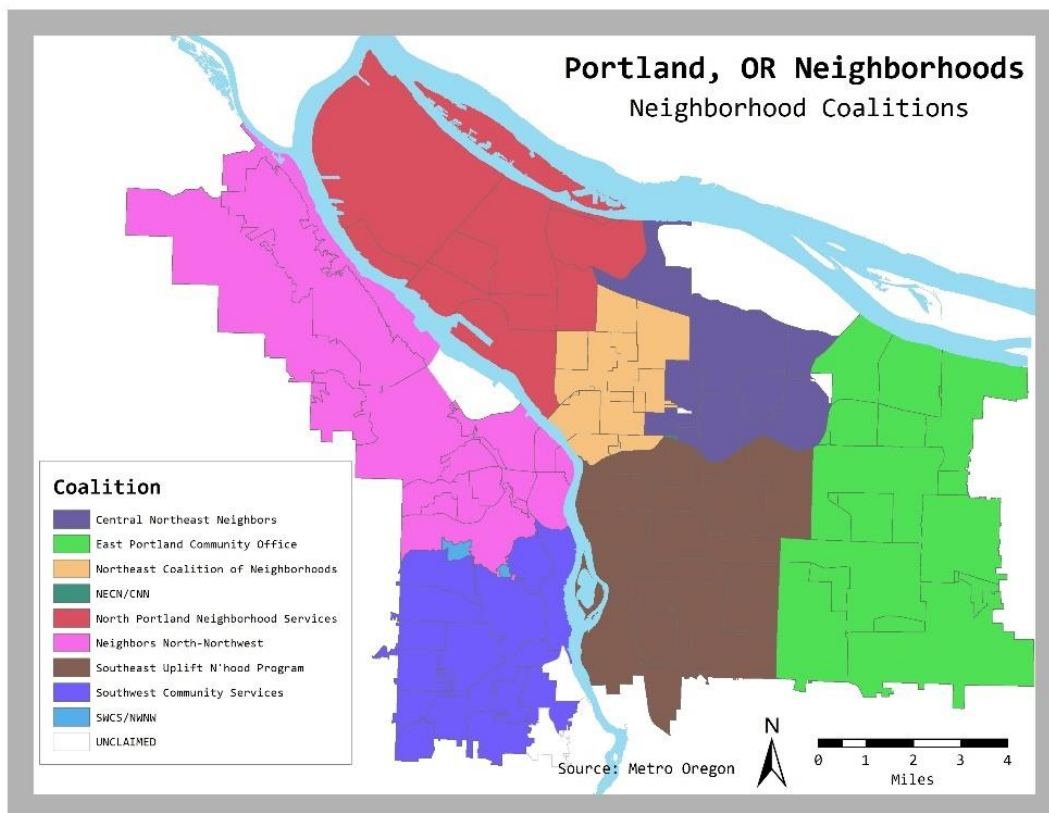 Portland, OR Neighborhoods
Neighborhood Coalitions
Coalition
Central Northeast Neighbors
East Portland Community Office
Northeast Coalition of Neighborhoods
NECN/CNN
North Portland Neighborhood Services
Neighbors North-Northwest
Southeast Uplift N'hood Program
Southwest Community Services
SWCS/NWNW
UNCLAIMED
Source: Metro Oregon
N
0 1 2 3 4
Miles